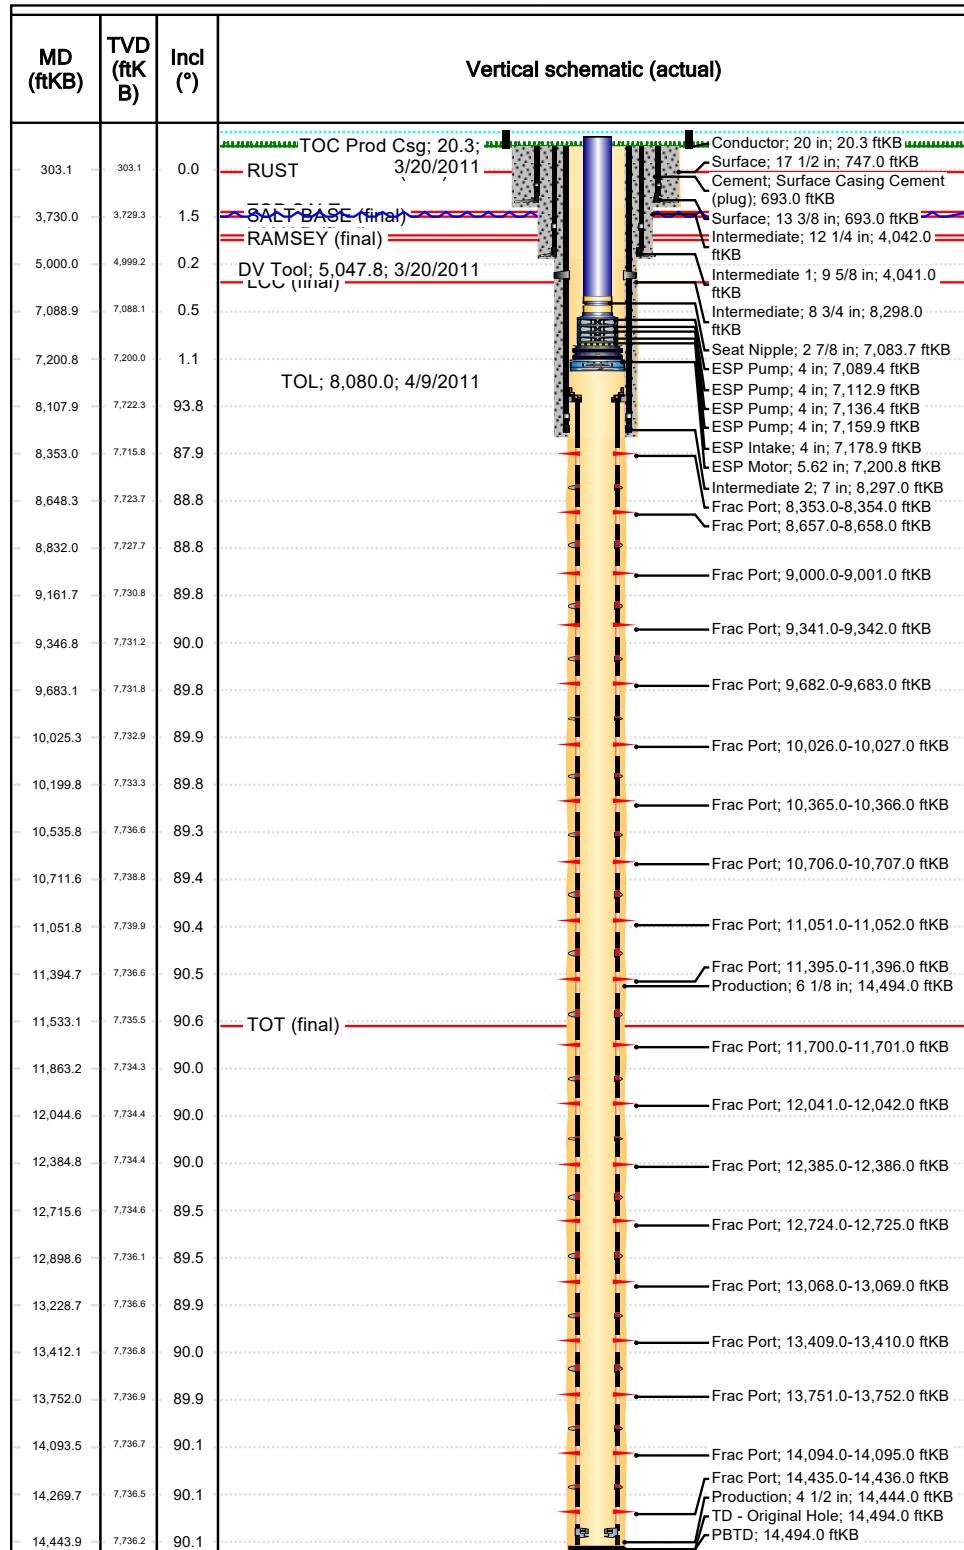 MD (ftKB)
TVD (ftK B)
Incl (°)
Vertical schematic (actual)
303.1 303.1 0.0
3,730.0 3,729.3 1.5
5,000.0 4,999.2 0.2
7,088.9 7,088.1 0.5
7,200.8 7,200.0 1.1
8,107.9 7,722.3 93.8
8,353.0 7,715.8 87.9
8,648.3 7,723.7 88.8
8,832.0 7,727.7 88.8
9,161.7 7,730.8 89.8
9,346.8 7,731.2 90.0
9,683.1 7,731.8 89.8
10,025.3 7,732.9 89.9
10,199.8 7,733.3 89.8
10,535.8 7,736.6 89.3
10,711.6 7,738.8 89.4
11,051.8 7,739.9 90.4
11,394.7 7,736.6 90.5
11,533.1 7,735.5 90.6
11,863.2 7,734.3 90.0
12,044.6 7,734.4 90.0
12,384.8 7,734.4 90.0
12,715.6 7,734.6 89.5
12,898.6 7,736.1 89.5
13,228.7 7,736.6 89.9
13,412.1 7,736.8 90.0
13,752.0 7,736.9 89.9
14,093.5 7,736.7 90.1
14,269.7 7,736.5 90.1
14,443.9 7,736.2 90.1
TOC Prod Csg; 20.3;
3/20/2011
RUST
SALT BASE (final)
RAMSEY (final)
DV Tool; 5,047.8; 3/20/2011
LCC (final)
TOL; 8,080.0; 4/9/2011
TOT (final)
Conductor; 20 in; 20.3 ftKB
Surface; 17 1/2 in; 747.0 ftKB
Cement; Surface Casing Cement
(plug); 693.0 ftKB
Surface; 13 3/8 in; 693.0 ftKB
Intermediate; 12 1/4 in; 4,042.0
ftKB
Intermediate 1; 9 5/8 in; 4,041.0
ftKB
Intermediate; 8 3/4 in; 8,298.0
ftKB
Seat Nipple; 2 7/8 in; 7,083.7 ftKB
ESP Pump; 4 in; 7,089.4 ftKB
ESP Pump; 4 in; 7,112.9 ftKB
ESP Pump; 4 in; 7,136.4 ftKB
ESP Pump; 4 in; 7,159.9 ftKB
ESP Intake; 4 in; 7,178.9 ftKB
ESP Motor; 5.62 in; 7,200.8 ftKB
Intermediate 2; 7 in; 8,297.0 ftKB
Frac Port; 8,353.0-8,354.0 ftKB
Frac Port; 8,657.0-8,658.0 ftKB
Frac Port; 9,000.0-9,001.0 ftKB
Frac Port; 9,341.0-9,342.0 ftKB
Frac Port; 9,682.0-9,683.0 ftKB
Frac Port; 10,026.0-10,027.0 ftKB
Frac Port; 10,365.0-10,366.0 ftKB
Frac Port; 10,706.0-10,707.0 ftKB
Frac Port; 11,051.0-11,052.0 ftKB
Frac Port; 11,395.0-11,396.0 ftKB
Production; 6 1/8 in; 14,494.0 ftKB
Frac Port; 11,700.0-11,701.0 ftKB
Frac Port; 12,041.0-12,042.0 ftKB
Frac Port; 12,385.0-12,386.0 ftKB
Frac Port; 12,724.0-12,725.0 ftKB
Frac Port; 13,068.0-13,069.0 ftKB
Frac Port; 13,409.0-13,410.0 ftKB
Frac Port; 13,751.0-13,752.0 ftKB
Frac Port; 14,094.0-14,095.0 ftKB
Frac Port; 14,435.0-14,436.0 ftKB
Production; 4 1/2 in; 14,444.0 ftKB
TD - Original Hole; 14,494.0 ftKB
PBTD; 14,494.0 ftKB